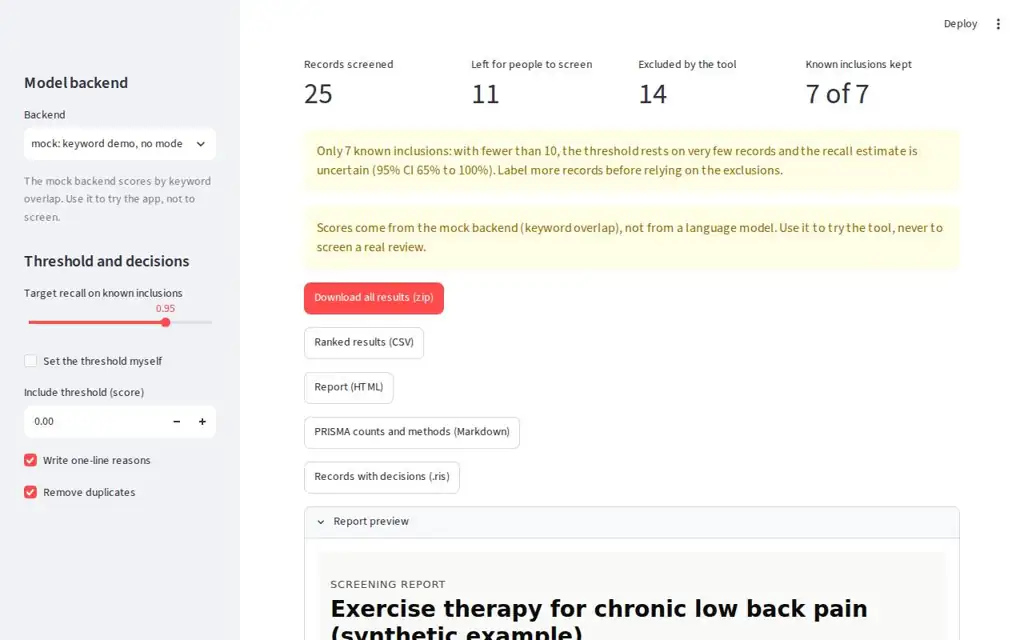 Deploy
Model backend
Backend
mock: keyword demo, no mode
The mock backend scores by keyword
overlap. Use it to try the app, not to
screen.
Threshold and decisions
Target recall on known inclusions
0.95
Set the threshold myself
Include threshold (score)
0.00
Write one-line reasons
Remove duplicates
Records screened
25
Left for people to screen
11
Excluded by the tool
14
Known inclusions kept
7 of 7
Only 7 known inclusions: with fewer than 10, the threshold rests on very few records and the recall estimate is
uncertain (95% CI 65% to 100%). Label more records before relying on the exclusions.
Scores come from the mock backend (keyword overlap), not from a language model. Use it to try the tool, never to
screen a real review.
Download all results (zip)
Ranked results (CSV)
Report (HTML)
PRISMA counts and methods (Markdown)
Records with decisions (.ris)
Report preview
SCREENING REPORT
Exercise therapy for chronic low back pain
(synthetic example)